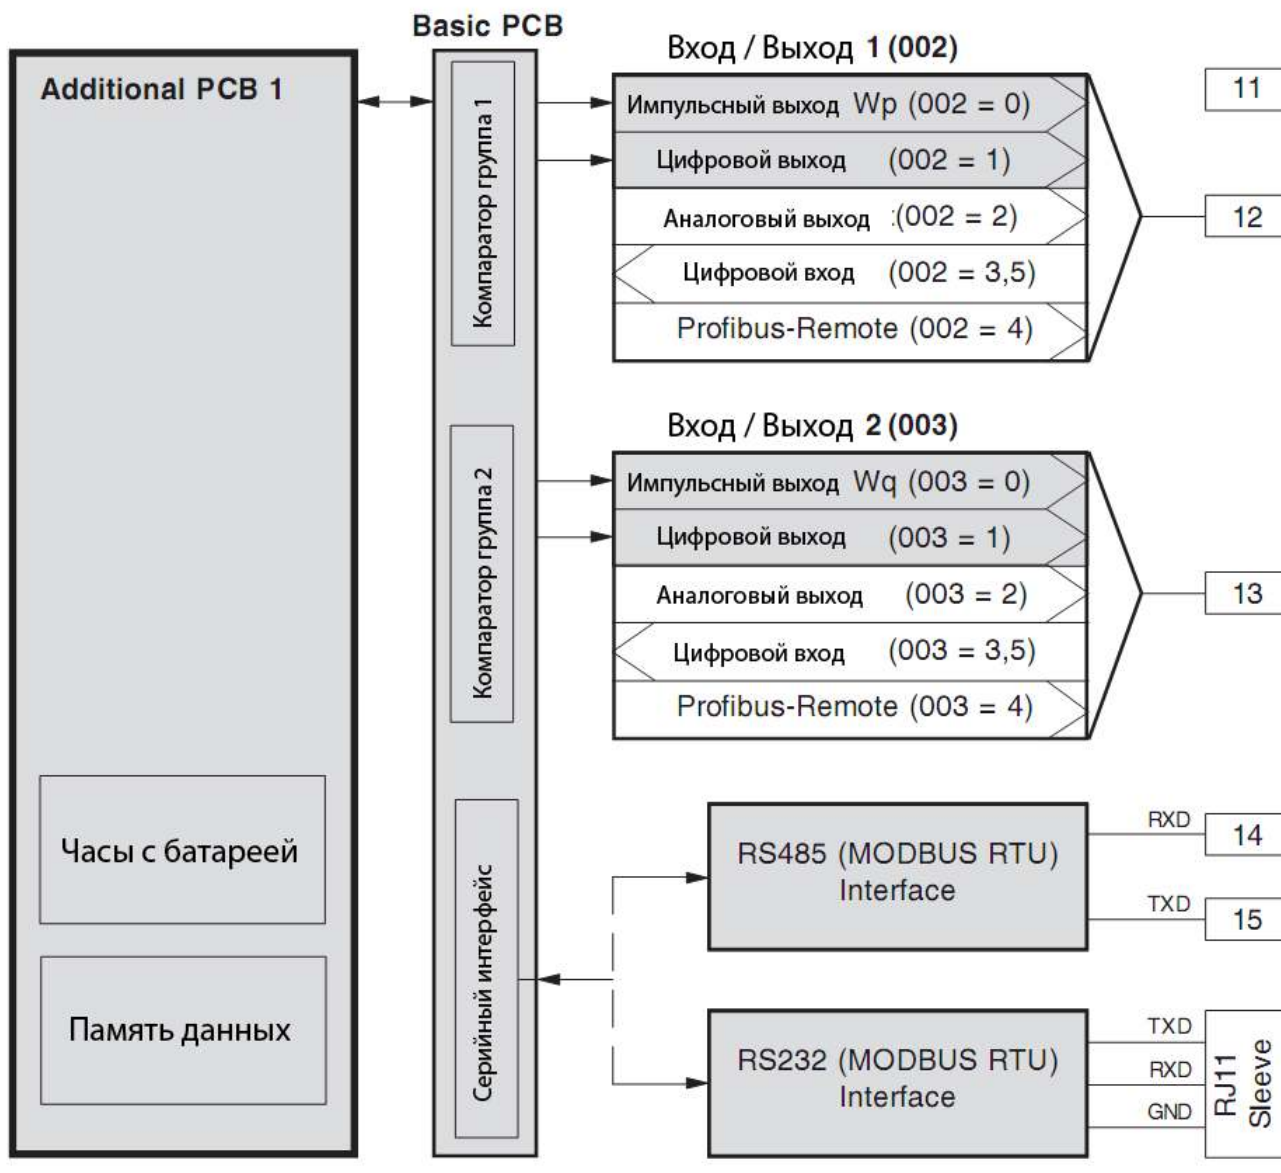 Basic PCB
Additional PCB 1
Компаратор группа 1
Вход / Выход 1 (002)
Импульсный выход Wp (002 = 0)
Цифровой выход (002 = 1)
Аналоговый выход :(002 = 2)
Цифровой вход (002 = 3,5)
Profibus-Remote (002 = 4)
11
12
Компаратор группа 2
Вход / Выход 2 (003)
Импульсный выход Wq (003 = 0)
Цифровой выход (003 = 1)
Аналоговый выход (003 = 2)
Цифровой вход (003 = 3,5)
Profibus-Remote (003 = 4)
13
Часы с батареей
Память данных
Серийный интерфейс
RS485 (MODBUS RTU)
Interface
RXD
14
TXD
15
RS232 (MODBUS RTU)
Interface
TXD
RXD
GND
RJ11
Sleeve